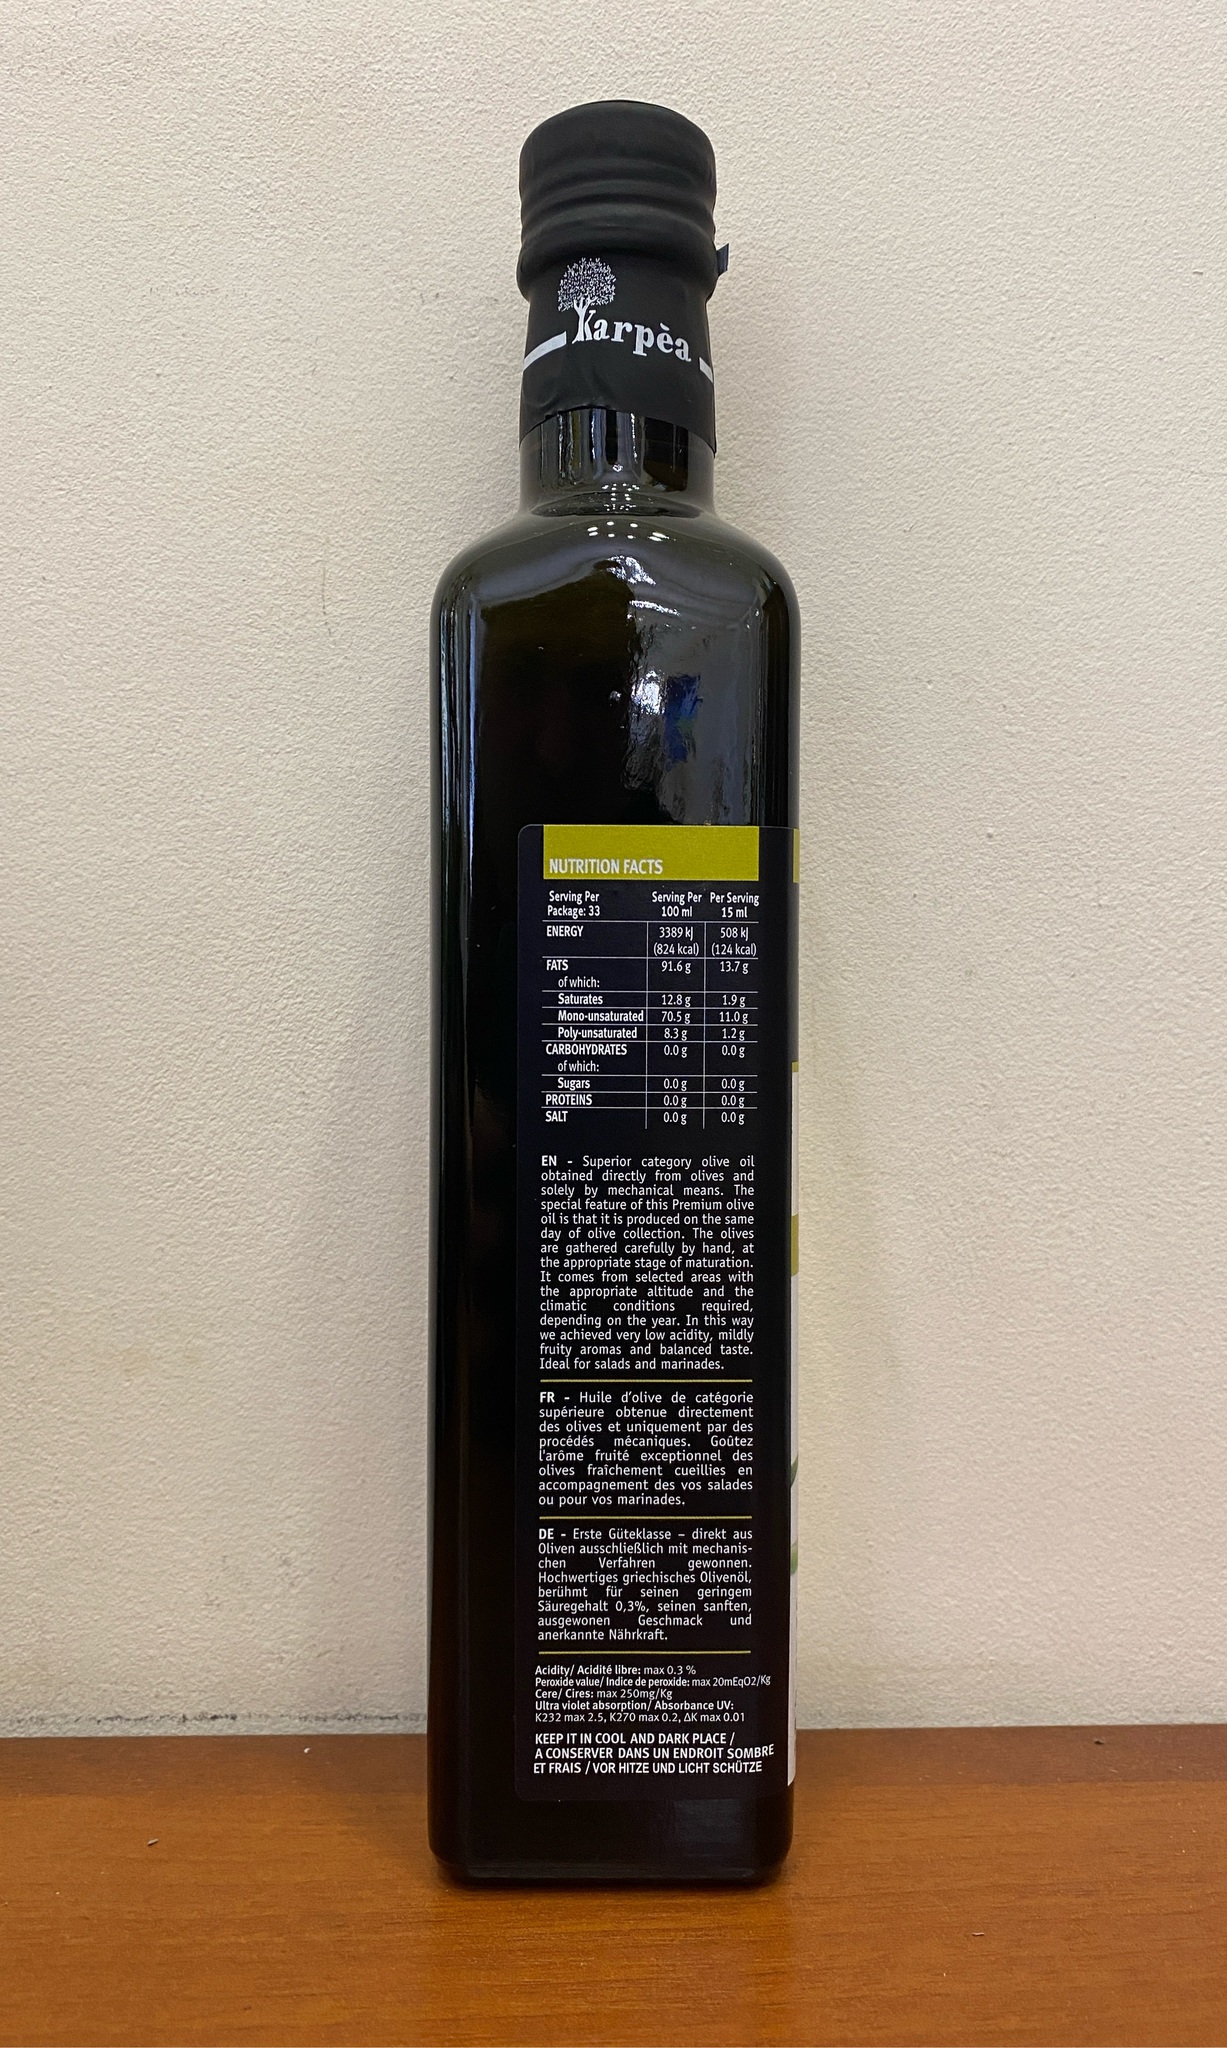 Karpèa
NUTRITION FACTS
Serving Per Package: 33 Serving Per 100 ml Per Serving 15 ml
ENERGY 3389 kJ (824 kcal) 508 kJ (124 kcal)
FATS 91.6 g 13.7 g
of which:
Saturates 12.8 g 1.9 g
Mono-unsaturated 70.5 g 11.0 g
Poly-unsaturated 8.3 g 1.2 g
CARBOHYDRATES 0.0 g 0.0 g
of which:
Sugars 0.0 g 0.0 g
PROTEINS 0.0 g 0.0 g
SALT 0.0 g 0.0 g
EN - Superior category olive oil
obtained directly from olives and
solely by mechanical means. The
special feature of this Premium olive
oil is that it is produced on the same
day of olive collection. The olives
are gathered carefully by hand, at
the appropriate stage of maturation.
It comes from selected areas with
the appropriate altitude and the
climatic conditions required,
depending on the year. In this way
we achieved very low acidity, mildly
fruity aromas and balanced taste.
Ideal for salads and marinades.
FR - Huile d'olive de catégorie
supérieure obtenue directement
des olives et uniquement par des
procédés mécaniques. Goûtez
l'arôme fruité exceptionnel des
olives fraîchement cueillies en
accompagnement des vos salades
ou pour vos marinades.
DE - Erste Güteklasse – direkt aus
Oliven ausschließlich mit mechanis-
chen Verfahren gewonnen.
Hochwertiges griechisches Olivenöl,
berühmt für seinen geringem
Säuregehalt 0,3%, seinen sanften,
ausgewonen Geschmack und
anerkannte Nährkraft.
Acidity/ Acidité libre: max 0.3 %
Peroxide value/ Indice de peroxide: max 20mEqO2/Kg
Cere/ Cires: max 250mg/Kg
Ultra violet absorption/ Absorbance UV:
K232 max 2.5, K270 max 0.2, ΔK max 0.01
KEEP IT IN COOL AND DARK PLACE /
A CONSERVER DANS UN ENDROIT SOMBRE
ET FRAIS / VOR HITZE UND LICHT SCHÜTZE